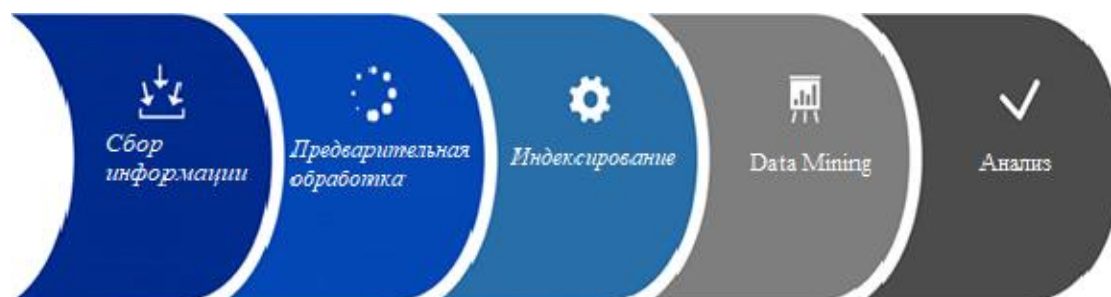 Сбор
информации
Предварительная
обработка
Индексирование
Data Mining
Анализ